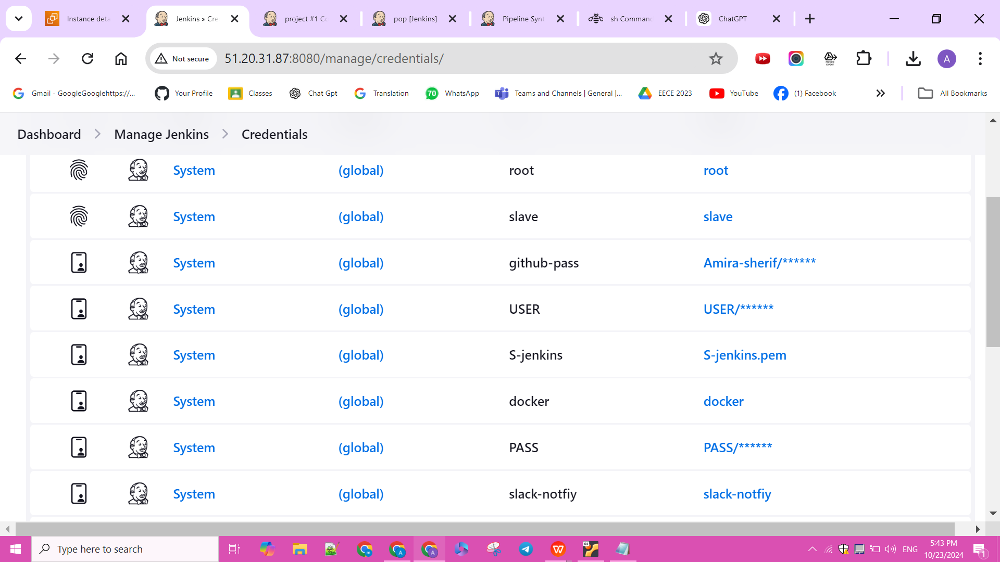 Instance deta
Jenkins » Cre
project #1 Co
pop [Jenkins]
Pipeline Synt
sh Command
ChatGPT
Not secure
51.20.31.87:8080/manage/credentials/
A
Gmail - GoogleGooglehttps://...
Your Profile
Classes
Chat Gpt
Translation
70
WhatsApp
Teams and Channels | General |...
EECE 2023
YouTube
(1) Facebook
All Bookmarks
Dashboard
Manage Jenkins
Credentials
System (global) root root
System (global) slave slave
System (global) github-pass Amira-sherif/******
System (global) USER USER/******
System (global) S-jenkins S-jenkins.pem
System (global) docker docker
System (global) PASS PASS/******
System (global) slack-notfiy slack-notfiy
Type here to search
ENG
5:43 PM
10/23/2024
1